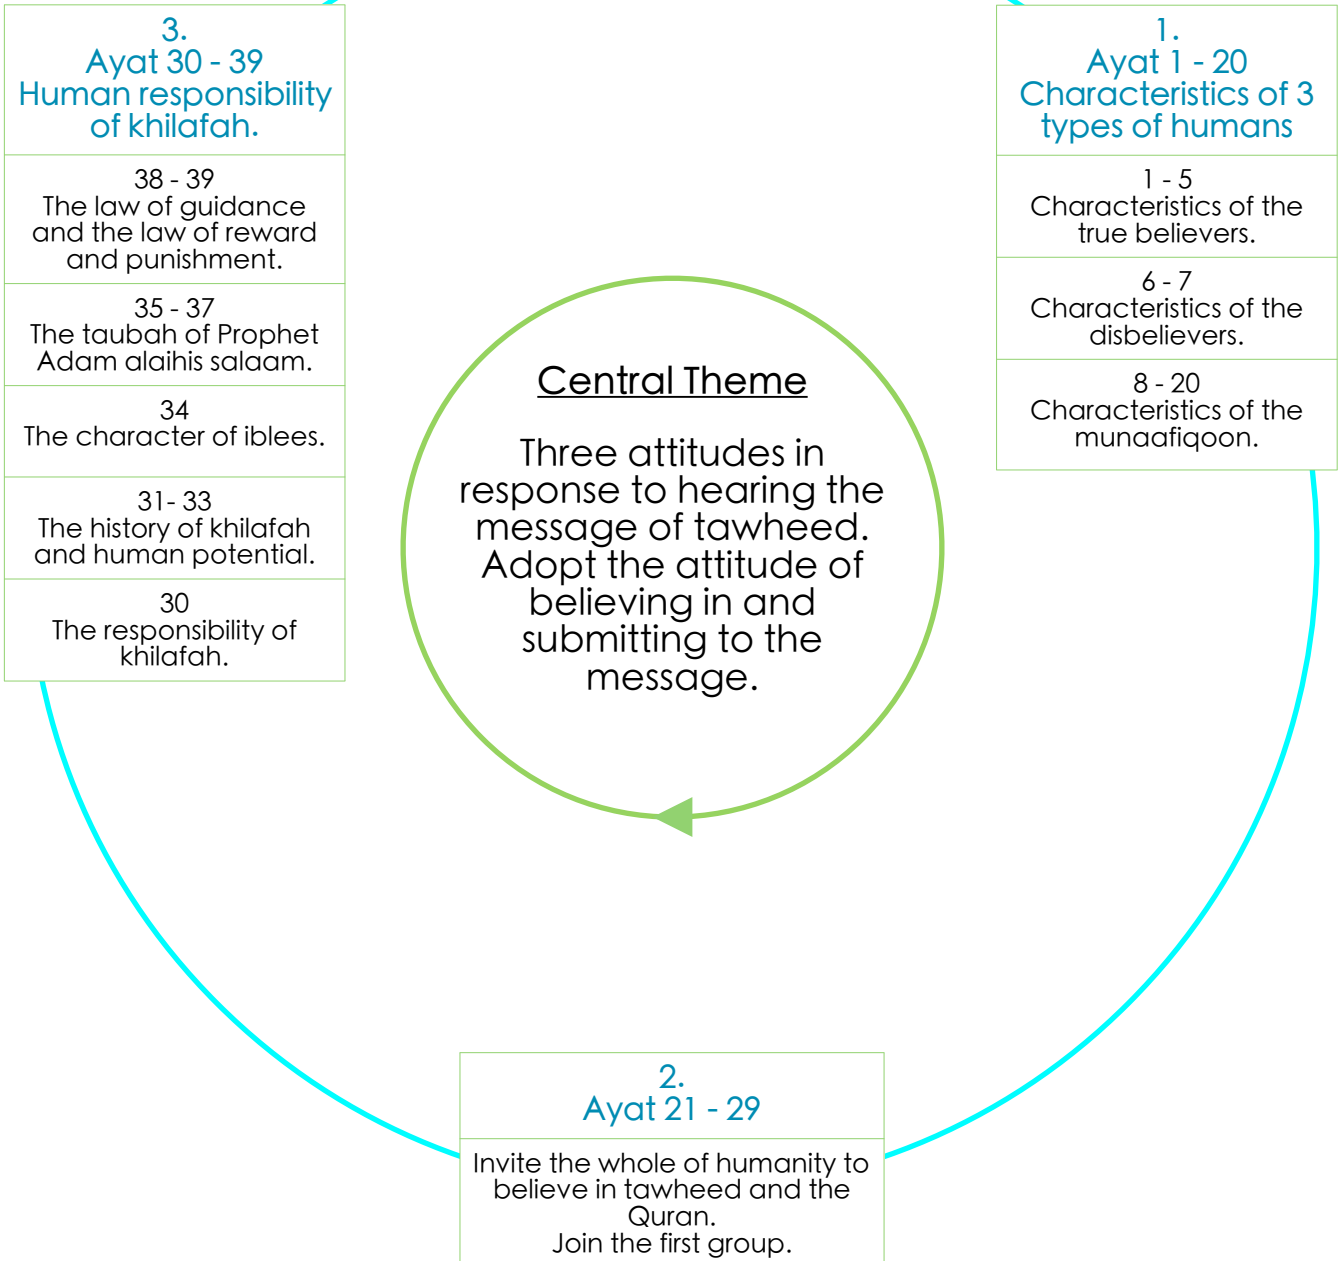 3.
Ayat 30 - 39
Human responsibility
of khilafah.
38 - 39
The law of guidance
and the law of reward
and punishment.
35 - 37
The taubah of Prophet
Adam alaihis salaam.
34
The character of iblees.
31- 33
The history of khilafah
and human potential.
30
The responsibility of
khilafah.
1.
Ayat 1 - 20
Characteristics of 3
types of humans
1 - 5
Characteristics of the
true believers.
6 - 7
Characteristics of the
disbelievers.
8 - 20
Characteristics of the
munaafiqoon.
Central Theme
Three attitudes in
response to hearing the
message of tawheed.
Adopt the attitude of
believing in and
submitting to the
message.
2.
Ayat 21 - 29
Invite the whole of humanity to
believe in tawheed and the
Quran.
Join the first group.